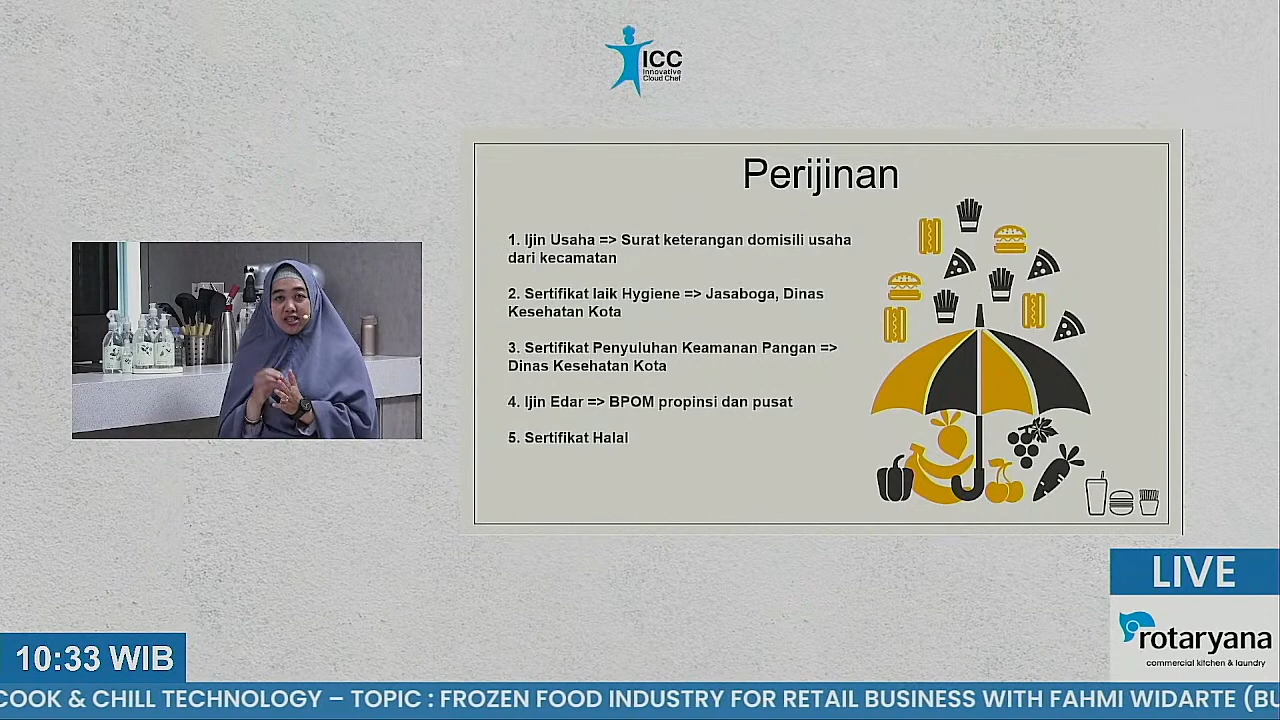 ICC
Innovative
Cloud Chef
Perijinan
1. Ijin Usaha => Surat keterangan domisili usaha
dari kecamatan
2. Sertifikat laik Hygiene => Jasaboga, Dinas
Kesehatan Kota
3. Sertifikat Penyuluhan Keamanan Pangan =>
Dinas Kesehatan Kota
4. Ijin Edar => BPOM propinsi dan pusat
5. Sertifikat Halal
LIVE
rotaryana
commercial kitchen & laundry
10:33 WIB
COOK & CHILL TECHNOLOGY – TOPIC : FROZEN FOOD INDUSTRY FOR RETAIL BUSINESS WITH FAHMI WIDARTE (BU